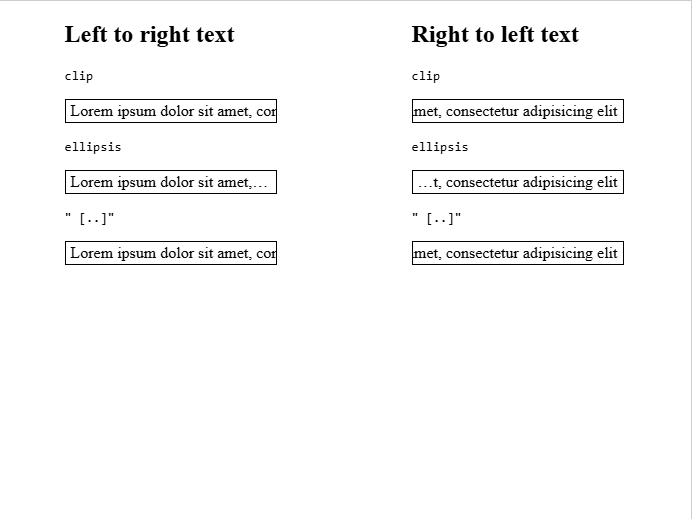 Left to right text
clip
Lorem ipsum dolor sit amet, cor
ellipsis
Lorem ipsum dolor sit amet,…
" [..]"
Lorem ipsum dolor sit amet, cor
Right to left text
clip
met, consectetur adipisicing elit
ellipsis
…t, consectetur adipisicing elit
" [..]"
met, consectetur adipisicing elit